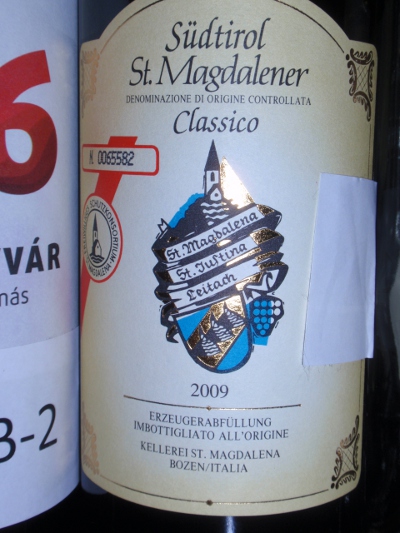 Südtirol
St. Magdalener
DENOMINAZIONE DI ORIGINE CONTROLLATA
Classico
K 0065582
St. Magdalena
St. Justina
Leitach
2009
ERZEUGERABFÜLLUNG
IMBOTTIGLIATO ALL'ORIGINE
KELLEREI ST. MAGDALENA
BOZEN/ITALIA
6
VÁR
nás
B-2